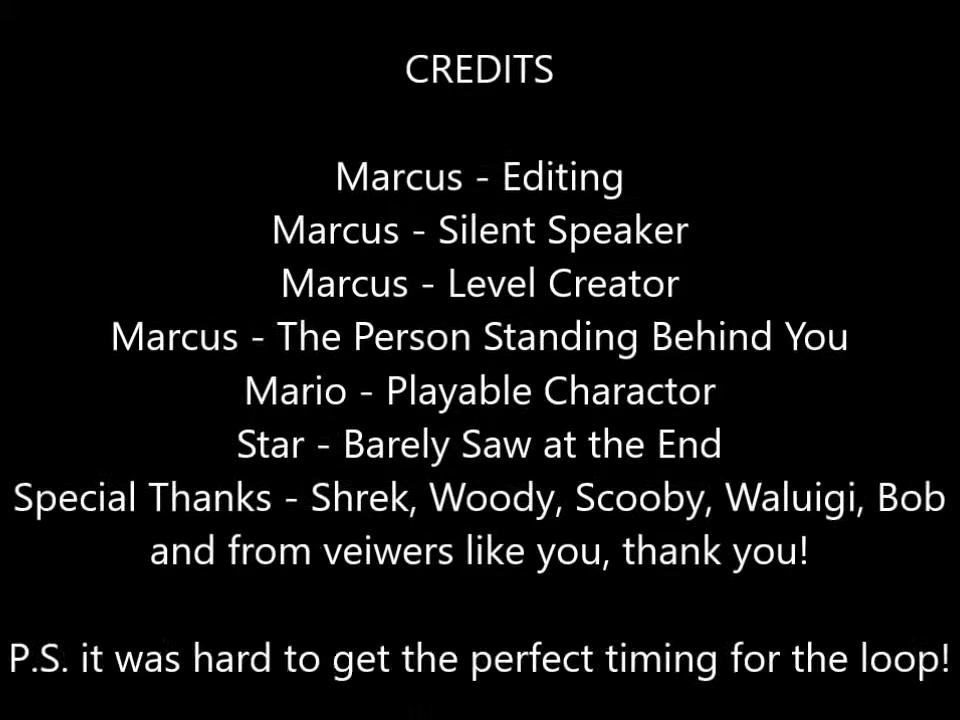 CREDITS
Marcus - Editing
Marcus - Silent Speaker
Marcus - Level Creator
Marcus - The Person Standing Behind You
Mario - Playable Charactor
Star - Barely Saw at the End
Special Thanks - Shrek, Woody, Scooby, Waluigi, Bob
and from veiwers like you, thank you!
P.S. it was hard to get the perfect timing for the loop!